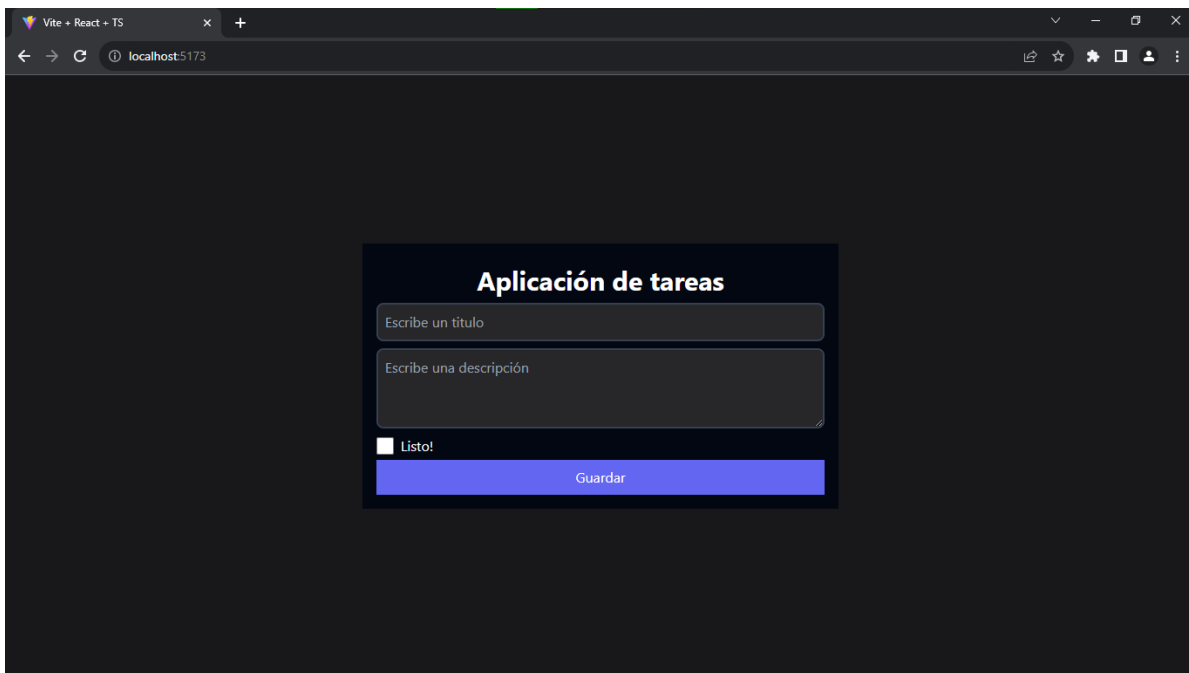 Vite + React + TS
localhost:5173
Aplicación de tareas
Escribe un titulo
Escribe una descripción
Listo!
Guardar